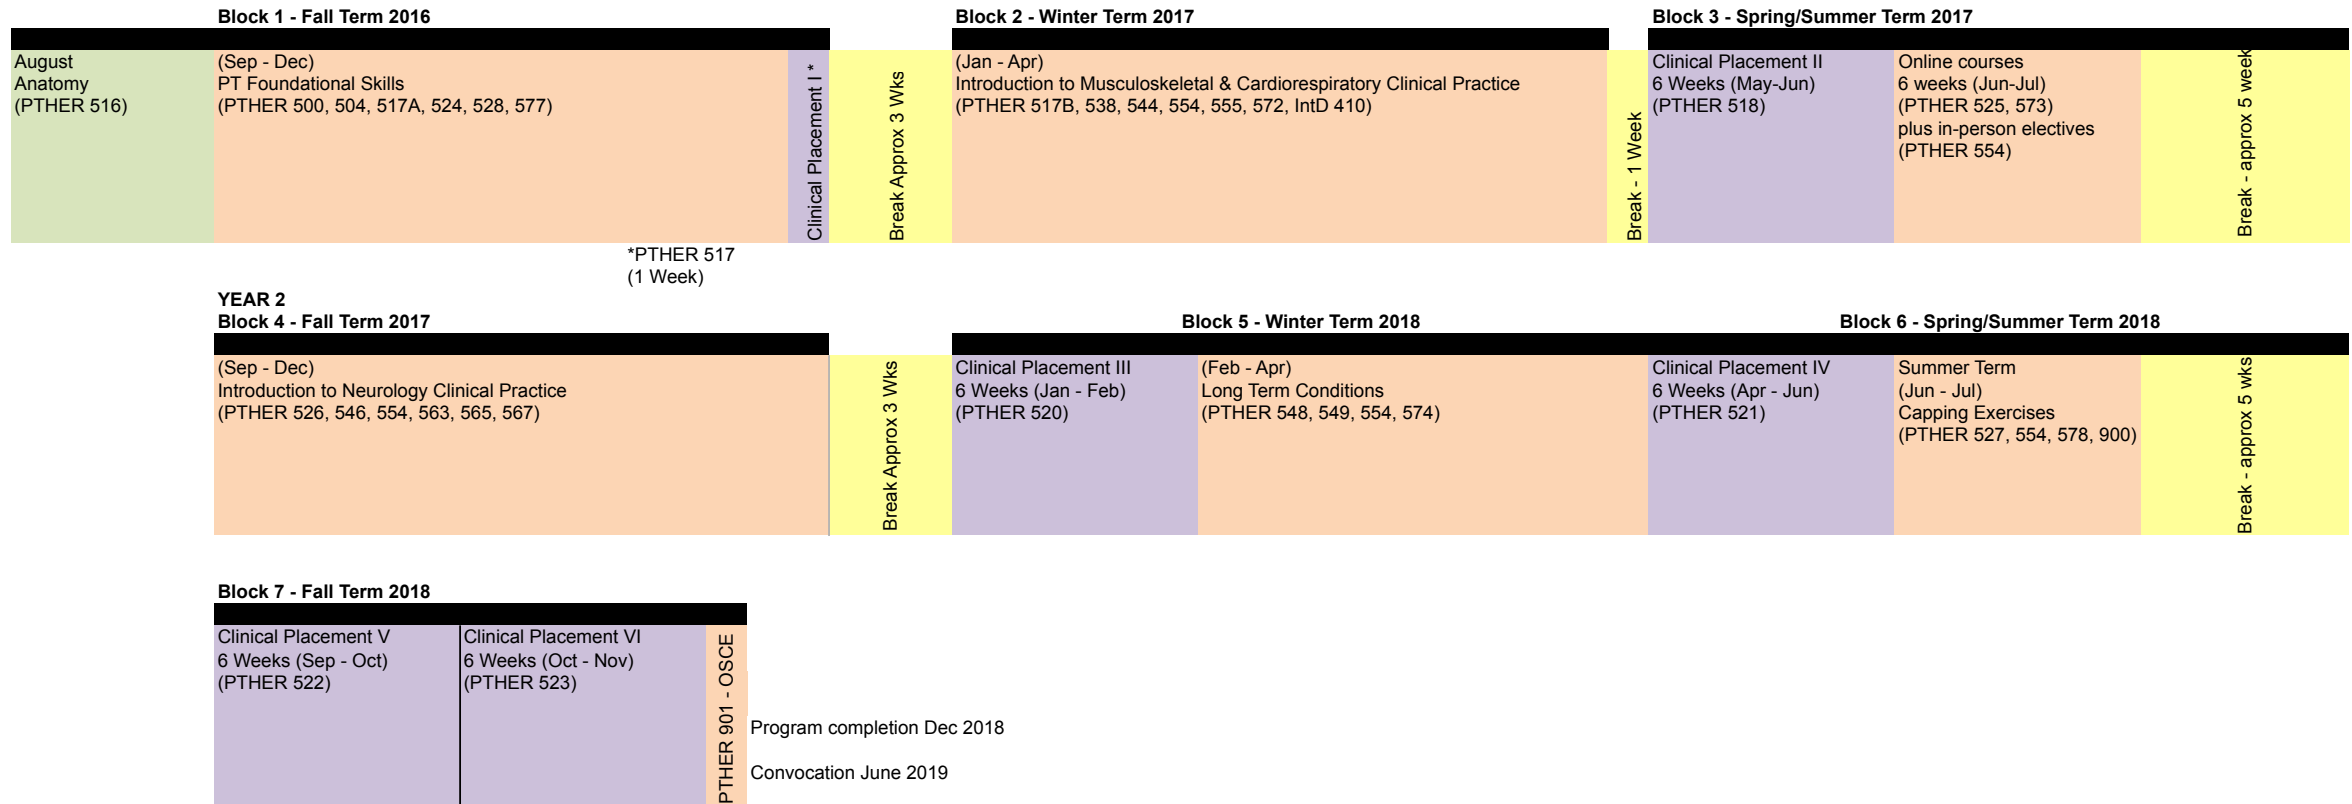 Block 1 - Fall Term 2016
Block 2 - Winter Term 2017
Block 3 - Spring/Summer Term 2017
August
Anatomy
(PTHER 516)
(Sep - Dec)
PT Foundational Skills
(PTHER 500, 504, 517A, 524, 528, 577)
Clinical Placement I *
Break Approx 3 Wks
(Jan - Apr)
Introduction to Musculoskeletal & Cardiorespiratory Clinical Practice
(PTHER 517B, 538, 544, 554, 555, 572, IntD 410)
Break - 1 Week
Clinical Placement II
6 Weeks (May-Jun)
(PTHER 518)
Online courses
6 weeks (Jun-Jul)
(PTHER 525, 573)
plus in-person electives
(PTHER 554)
Break - approx 5 week
*PTHER 517
(1 Week)
YEAR 2
Block 4 - Fall Term 2017
Block 5 - Winter Term 2018
Block 6 - Spring/Summer Term 2018
(Sep - Dec)
Introduction to Neurology Clinical Practice
(PTHER 526, 546, 554, 563, 565, 567)
Break Approx 3 Wks
Clinical Placement III
6 Weeks (Jan - Feb)
(PTHER 520)
(Feb - Apr)
Long Term Conditions
(PTHER 548, 549, 554, 574)
Clinical Placement IV
6 Weeks (Apr - Jun)
(PTHER 521)
Summer Term
(Jun - Jul)
Capping Exercises
(PTHER 527, 554, 578, 900)
Break - approx 5 wks
Block 7 - Fall Term 2018
Clinical Placement V
6 Weeks (Sep - Oct)
(PTHER 522)
Clinical Placement VI
6 Weeks (Oct - Nov)
(PTHER 523)
PTHER 901 - OSCE
Program completion Dec 2018
Convocation June 2019